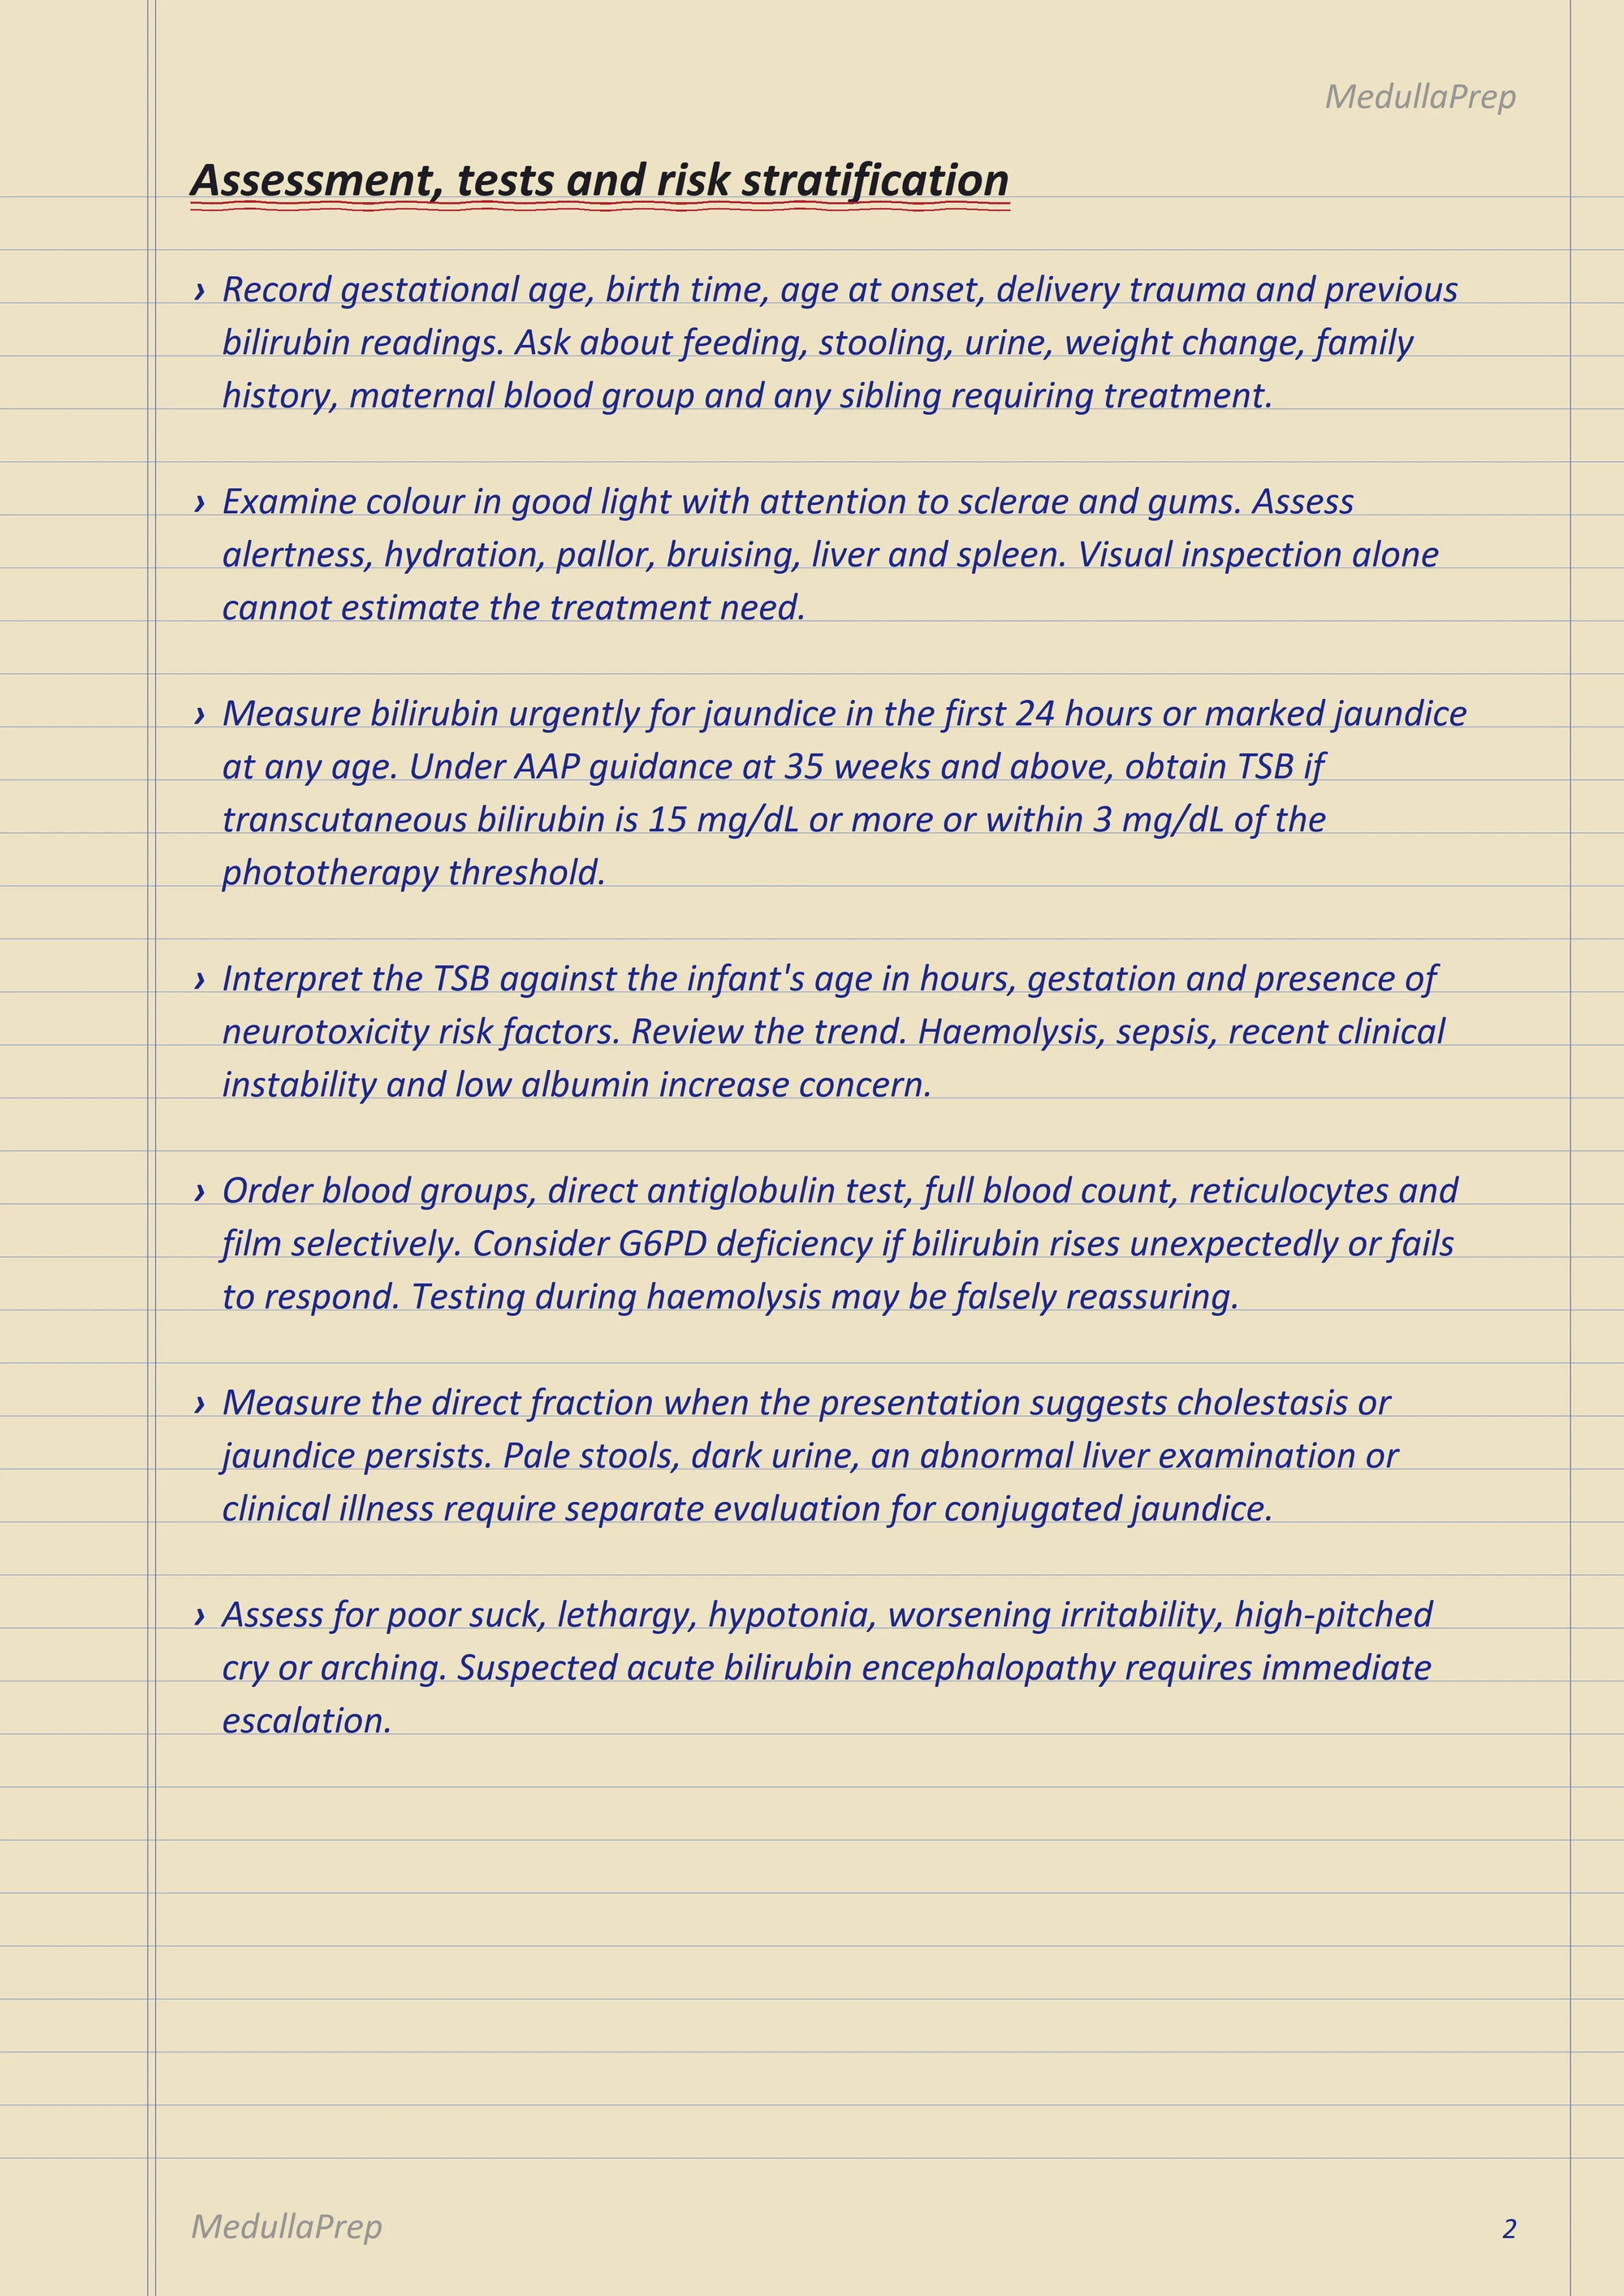 MedullaPrep
Assessment, tests and risk stratification
› Record gestational age, birth time, age at onset, delivery trauma and previous
bilirubin readings. Ask about feeding, stooling, urine, weight change, family
history, maternal blood group and any sibling requiring treatment.
› Examine colour in good light with attention to sclerae and gums. Assess
alertness, hydration, pallor, bruising, liver and spleen. Visual inspection alone
cannot estimate the treatment need.
› Measure bilirubin urgently for jaundice in the first 24 hours or marked jaundice
at any age. Under AAP guidance at 35 weeks and above, obtain TSB if
transcutaneous bilirubin is 15 mg/dL or more or within 3 mg/dL of the
phototherapy threshold.
› Interpret the TSB against the infant's age in hours, gestation and presence of
neurotoxicity risk factors. Review the trend. Haemolysis, sepsis, recent clinical
instability and low albumin increase concern.
› Order blood groups, direct antiglobulin test, full blood count, reticulocytes and
film selectively. Consider G6PD deficiency if bilirubin rises unexpectedly or fails
to respond. Testing during haemolysis may be falsely reassuring.
› Measure the direct fraction when the presentation suggests cholestasis or
jaundice persists. Pale stools, dark urine, an abnormal liver examination or
clinical illness require separate evaluation for conjugated jaundice.
› Assess for poor suck, lethargy, hypotonia, worsening irritability, high-pitched
cry or arching. Suspected acute bilirubin encephalopathy requires immediate
escalation.
MedullaPrep
2